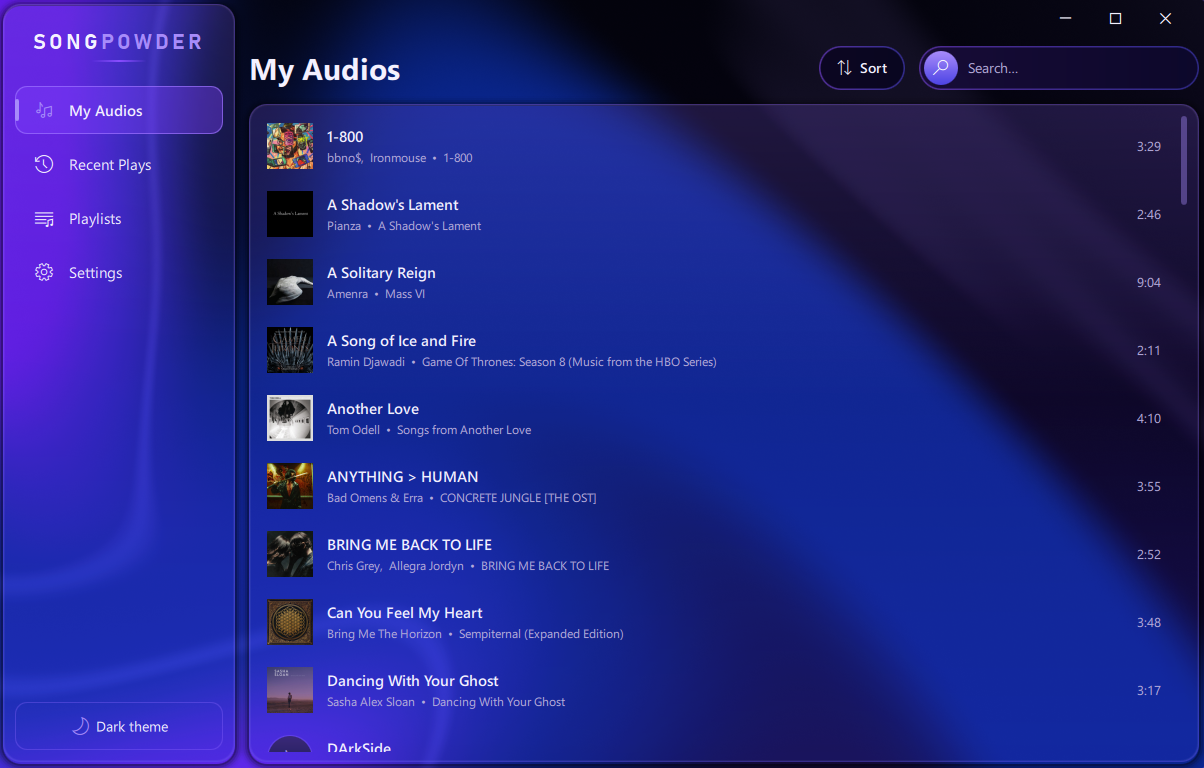 SONGPOWDER
My Audios
Recent Plays
Playlists
Settings
Dark theme
My Audios
Sort
Search...
1-800
bbno$, Ironmouse • 1-800
3:29
A Shadow's Lament
A Shadow's Lament
Pianza • A Shadow's Lament
2:46
A Solitary Reign
Amenra • Mass VI
9:04
A Song of Ice and Fire
Ramin Djawadi • Game Of Thrones: Season 8 (Music from the HBO Series)
2:11
Another Love
Tom Odell • Songs from Another Love
4:10
ANYTHING > HUMAN
Bad Omens & Erra • CONCRETE JUNGLE [THE OST]
3:55
BRING ME BACK TO LIFE
Chris Grey, Allegra Jordyn • BRING ME BACK TO LIFE
2:52
Can You Feel My Heart
Bring Me The Horizon • Sempiternal (Expanded Edition)
3:48
SASHA
SLOAN
Dancing With Your Ghost
Sasha Alex Sloan • Dancing With Your Ghost
3:17
DArkSide